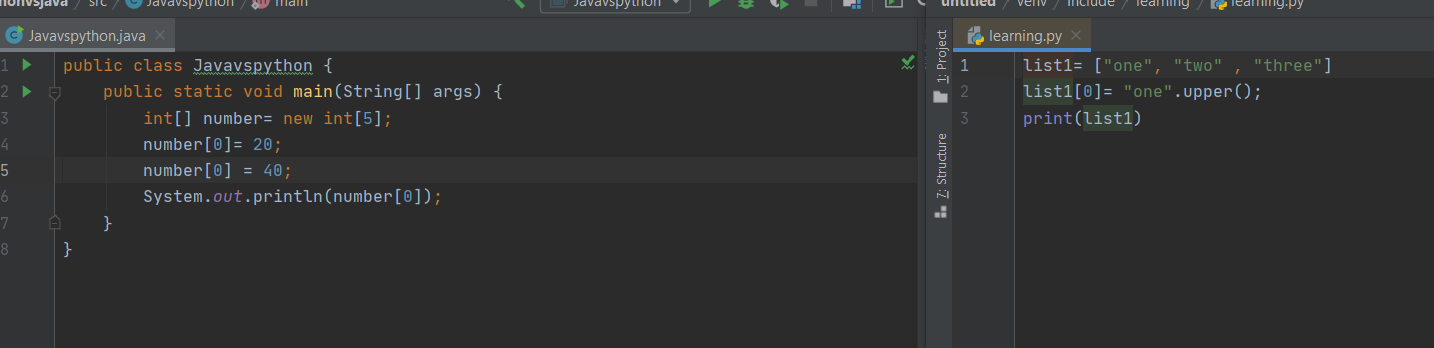 src Javavspython main Javavspython
Javavspython.java
1 public class Javavspython {
2 public static void main(String[] args) {
3 int[] number= new int[5];
4 number[0]= 20;
5 number[0] = 40;
6 System.out.println(number[0]);
7 }
8 }
untitled venv include learning learning.py
learning.py
1: Project
7: Structure
1 list1= ["one", "two" , "three"]
2 list1[0]= "one".upper();
3 print(list1)